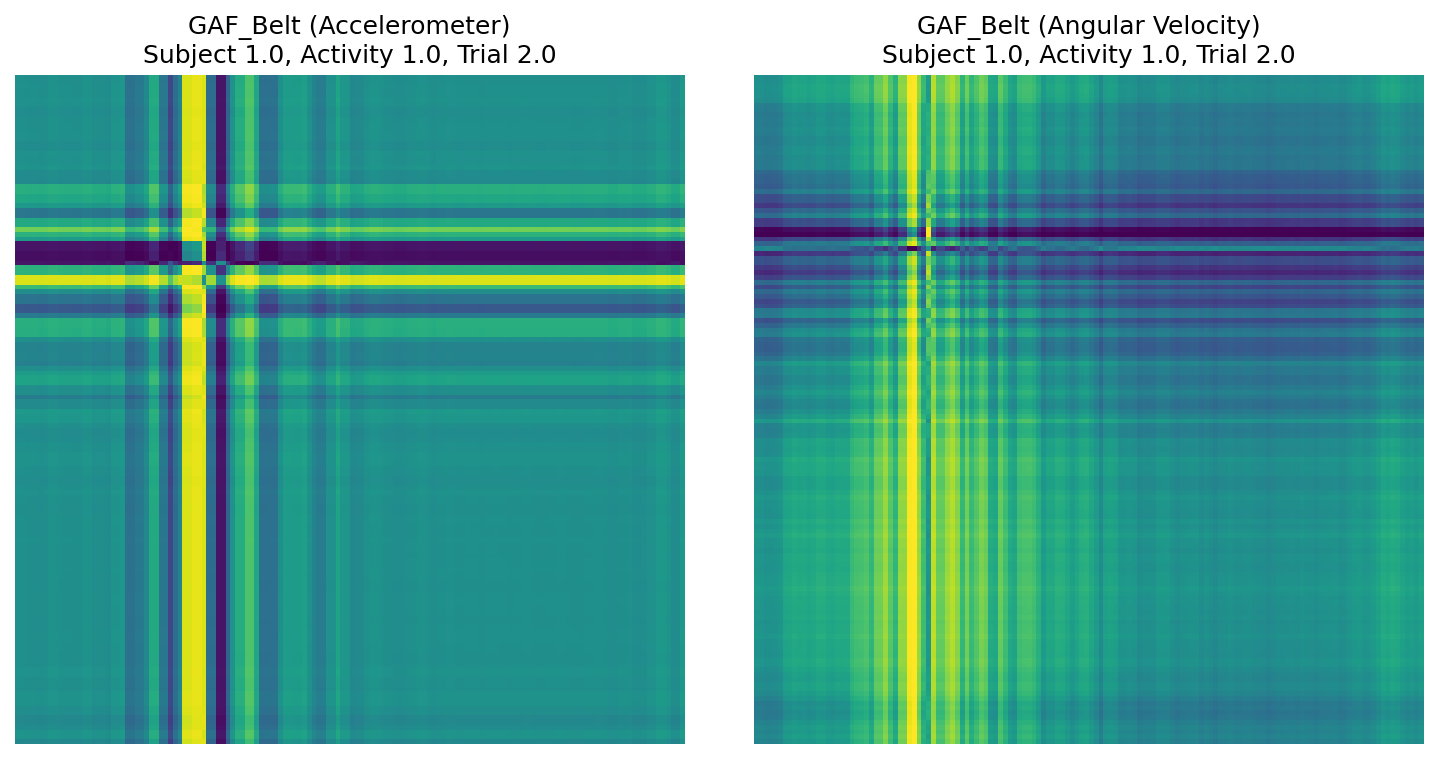 GAF_Belt (Accelerometer)
Subject 1.0, Activity 1.0, Trial 2.0
GAF_Belt (Angular Velocity)
Subject 1.0, Activity 1.0, Trial 2.0